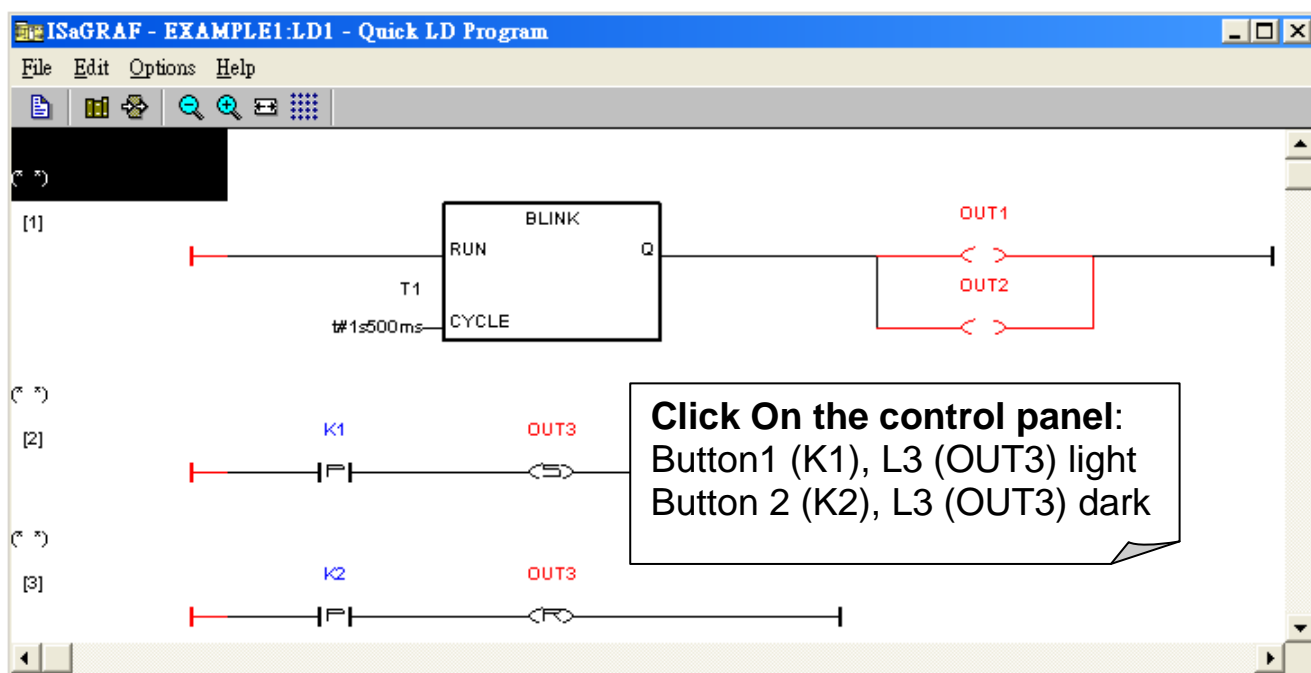 ISaGRAF - EXAMPLE1:LD1 - Quick LD Program
File Edit Options Help
(* *)
[1]
BLINK
RUN Q
T1
t#1s500ms
CYCLE
OUT1
OUT2
(* *)
[2]
K1
OUT3
P
S
Click On the control panel:
Button1 (K1), L3 (OUT3) light
Button 2 (K2), L3 (OUT3) dark
(* *)
[3]
K2
OUT3
P
R